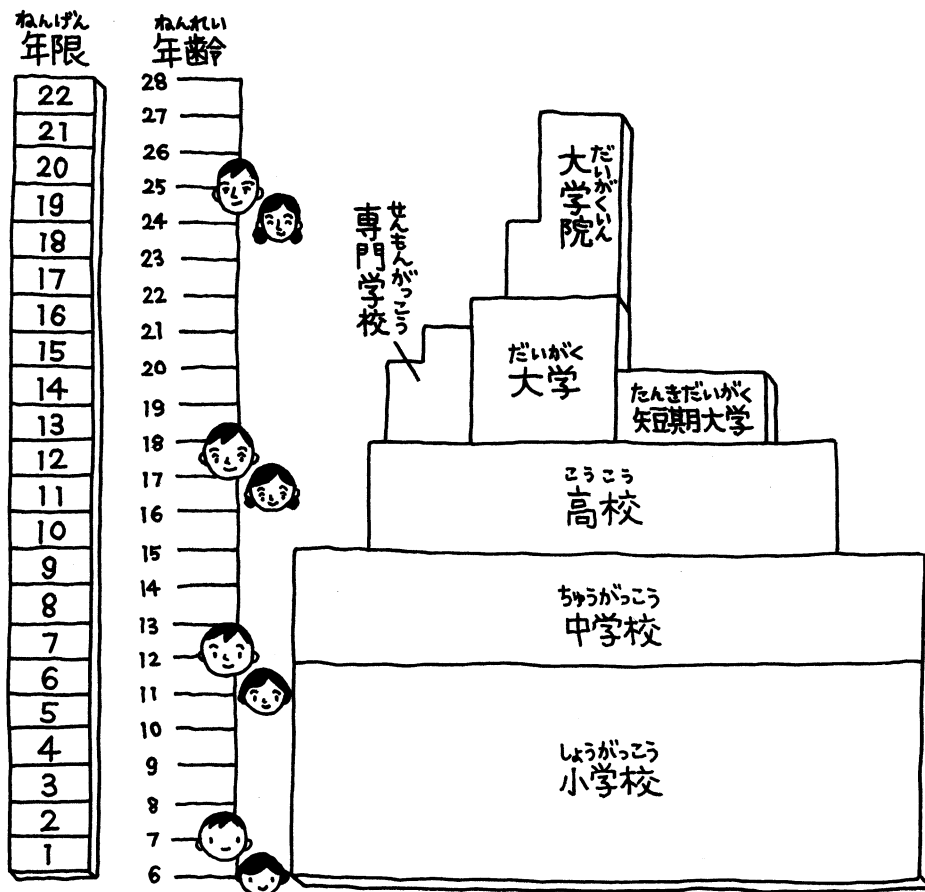 ねんげん
年限
22
21
20
19
18
17
16
15
14
13
12
11
10
9
8
7
6
5
4
3
2
1
ねんれい
年齢
28
27
26
25
24
23
22
21
20
19
18
17
16
15
14
13
12
11
10
9
8
7
6
せんもんがっこう
専門学校
だいがくいん
大学院
だいがく
大学
たんきだいがく
短期大学
こうこう
高校
ちゅうがっこう
中学校
しょうがっこう
小学校